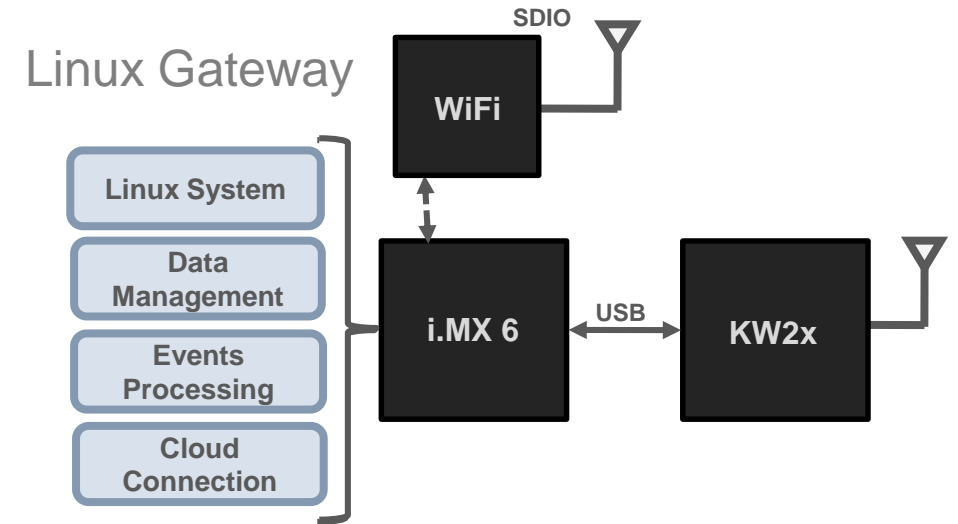 SDIO
Linux Gateway
WiFi
Linux System
Data
Management
i.MX 6
USB
KW2x
Events
Processing
Cloud
Connection